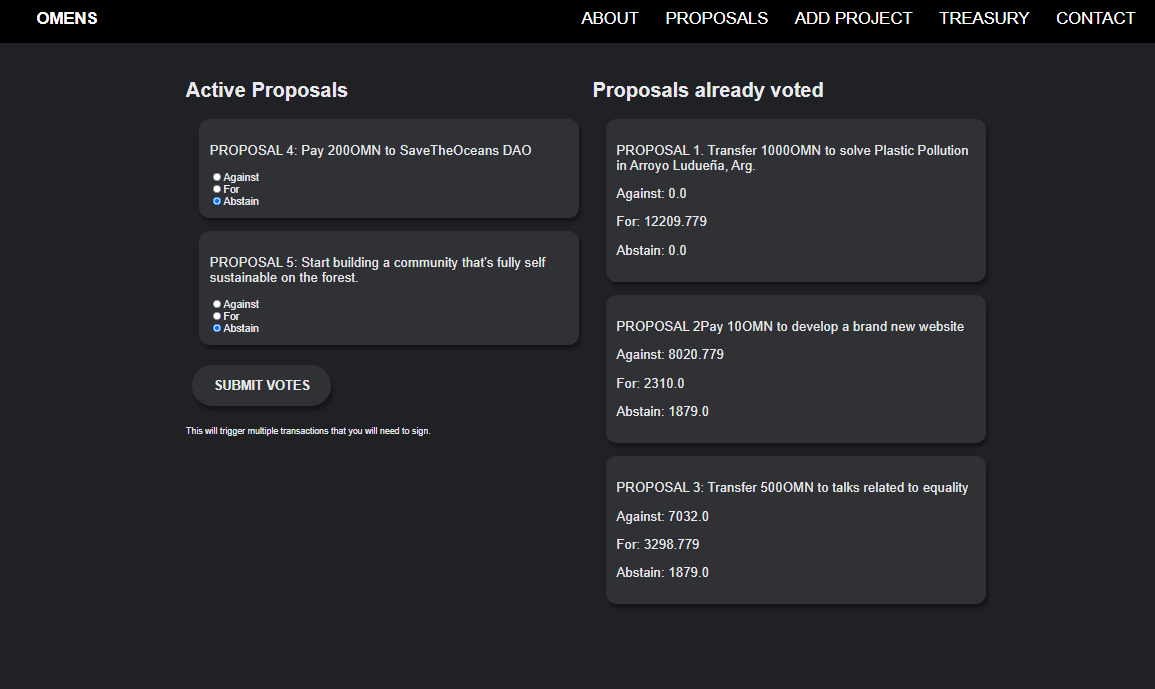 OMENS
ABOUT
PROPOSALS
ADD PROJECT
TREASURY
CONTACT
Active Proposals
PROPOSAL 4: Pay 200OMN to SaveTheOceans DAO
Against
For
Abstain
PROPOSAL 5: Start building a community that's fully self
sustainable on the forest.
Against
For
Abstain
SUBMIT VOTES
This will trigger multiple transactions that you will need to sign.
Proposals already voted
PROPOSAL 1. Transfer 1000OMN to solve Plastic Pollution
in Arroyo Ludueña, Arg.
Against: 0.0
For: 12209.779
Abstain: 0.0
PROPOSAL 2Pay 10OMN to develop a brand new website
Against: 8020.779
For: 2310.0
Abstain: 1879.0
PROPOSAL 3: Transfer 500OMN to talks related to equality
Against: 7032.0
For: 3298.779
Abstain: 1879.0